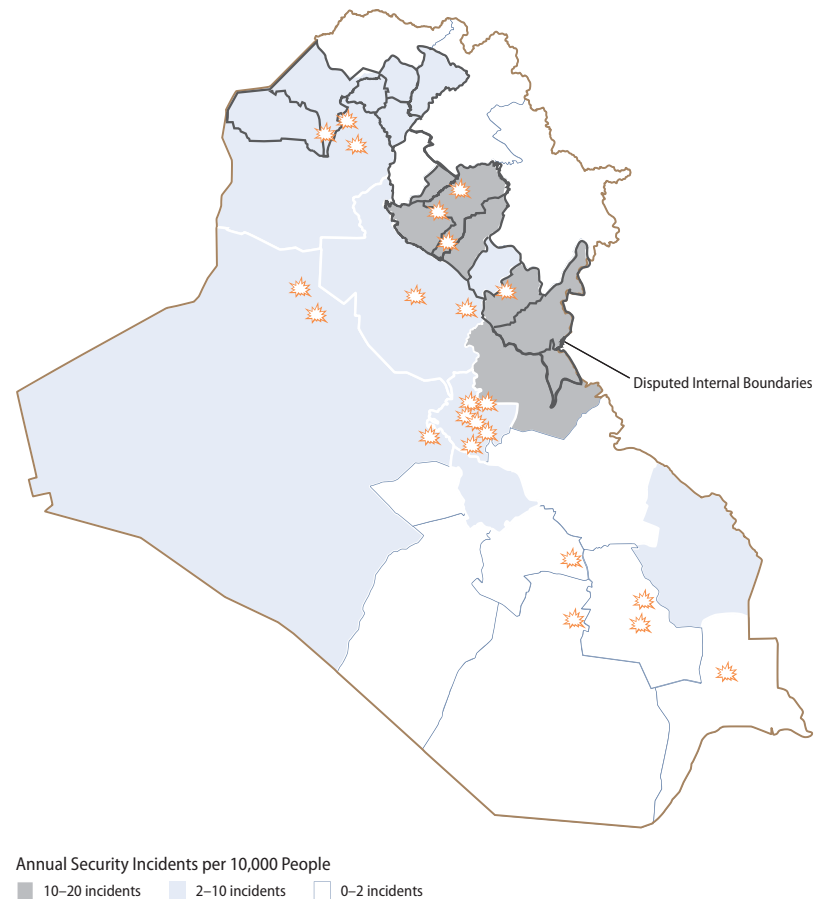 Disputed Internal Boundaries
Annual Security Incidents per 10,000 People
10–20 incidents 2–10 incidents 0–2 incidents